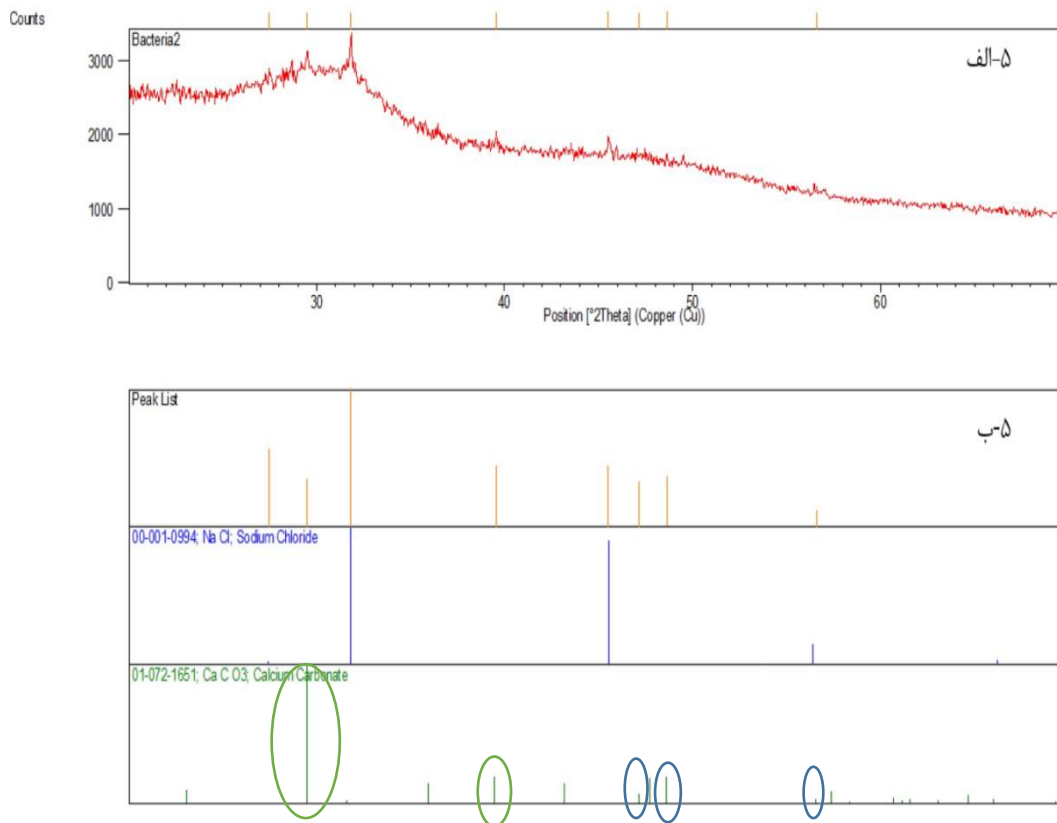 Counts
Bacteria2
۵-الف
3000
2000
1000
0
30 40 50 60
Position [°2Theta] (Copper (Cu))
Peak List
۵-ب
00-001-0994; Na Cl; Sodium Chloride
01-072-1651; Ca C O3; Calcium Carbonate